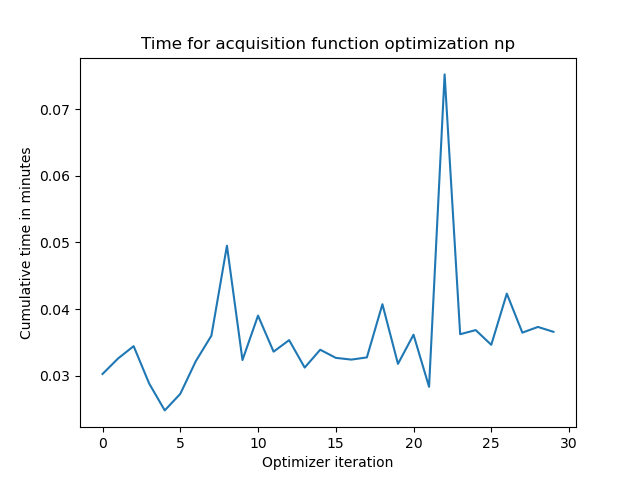 Time for acquisition function optimization np
Cumulative time in minutes
0.07
0.06
0.05
0.04
0.03
0 5 10 15 20 25 30
Optimizer iteration